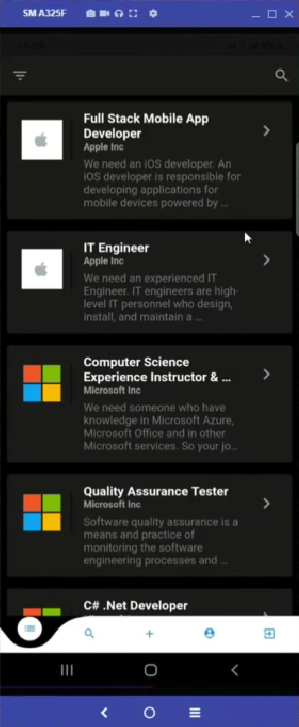 SM A325F
Full Stack Mobile App
Developer
Apple Inc
We need an iOS developer. An
iOS developer is responsible for
developing applications for
mobile devices powered by ...
IT Engineer
Apple Inc
We need an experienced IT
Engineer. IT engineers are high-
level IT personnel who design,
install, and maintain a ...
Computer Science
Experience Instructor & ...
Microsoft Inc
We need someone who have
knowledge in Microsoft Azure,
Microsoft Office and in other
Microsoft services. So your jo...
Quality Assurance Tester
Microsoft Inc
Software quality assurance is a
means and practice of
monitoring the software
engineering processes and ...
C# .Net Developer